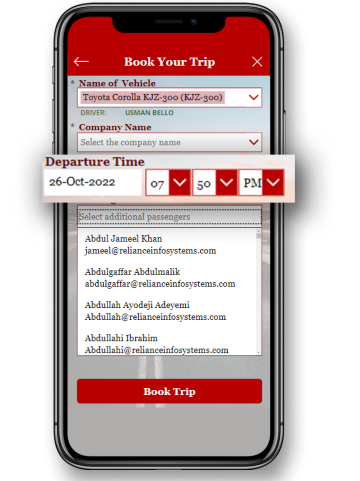 Book Your Trip
* Name of Vehicle
Toyota Corolla KJZ-300 (KJZ-300)
DRIVER: USMAN BELLO
* Company Name
Select the company name
Departure Time
26-Oct-2022 07 50 PM
Select additional passengers
Abdul Jameel Khan
jameel@relianceinfosystems.com
Abdulgaffar Abdulmalik
abdulgaffar@relianceinfosystems.com
Abdullah Ayodeji Adeyemi
Abdullah@relianceinfosystems.com
Abdullahi Ibrahim
Abdullahi@relianceinfosystems.com
Book Trip